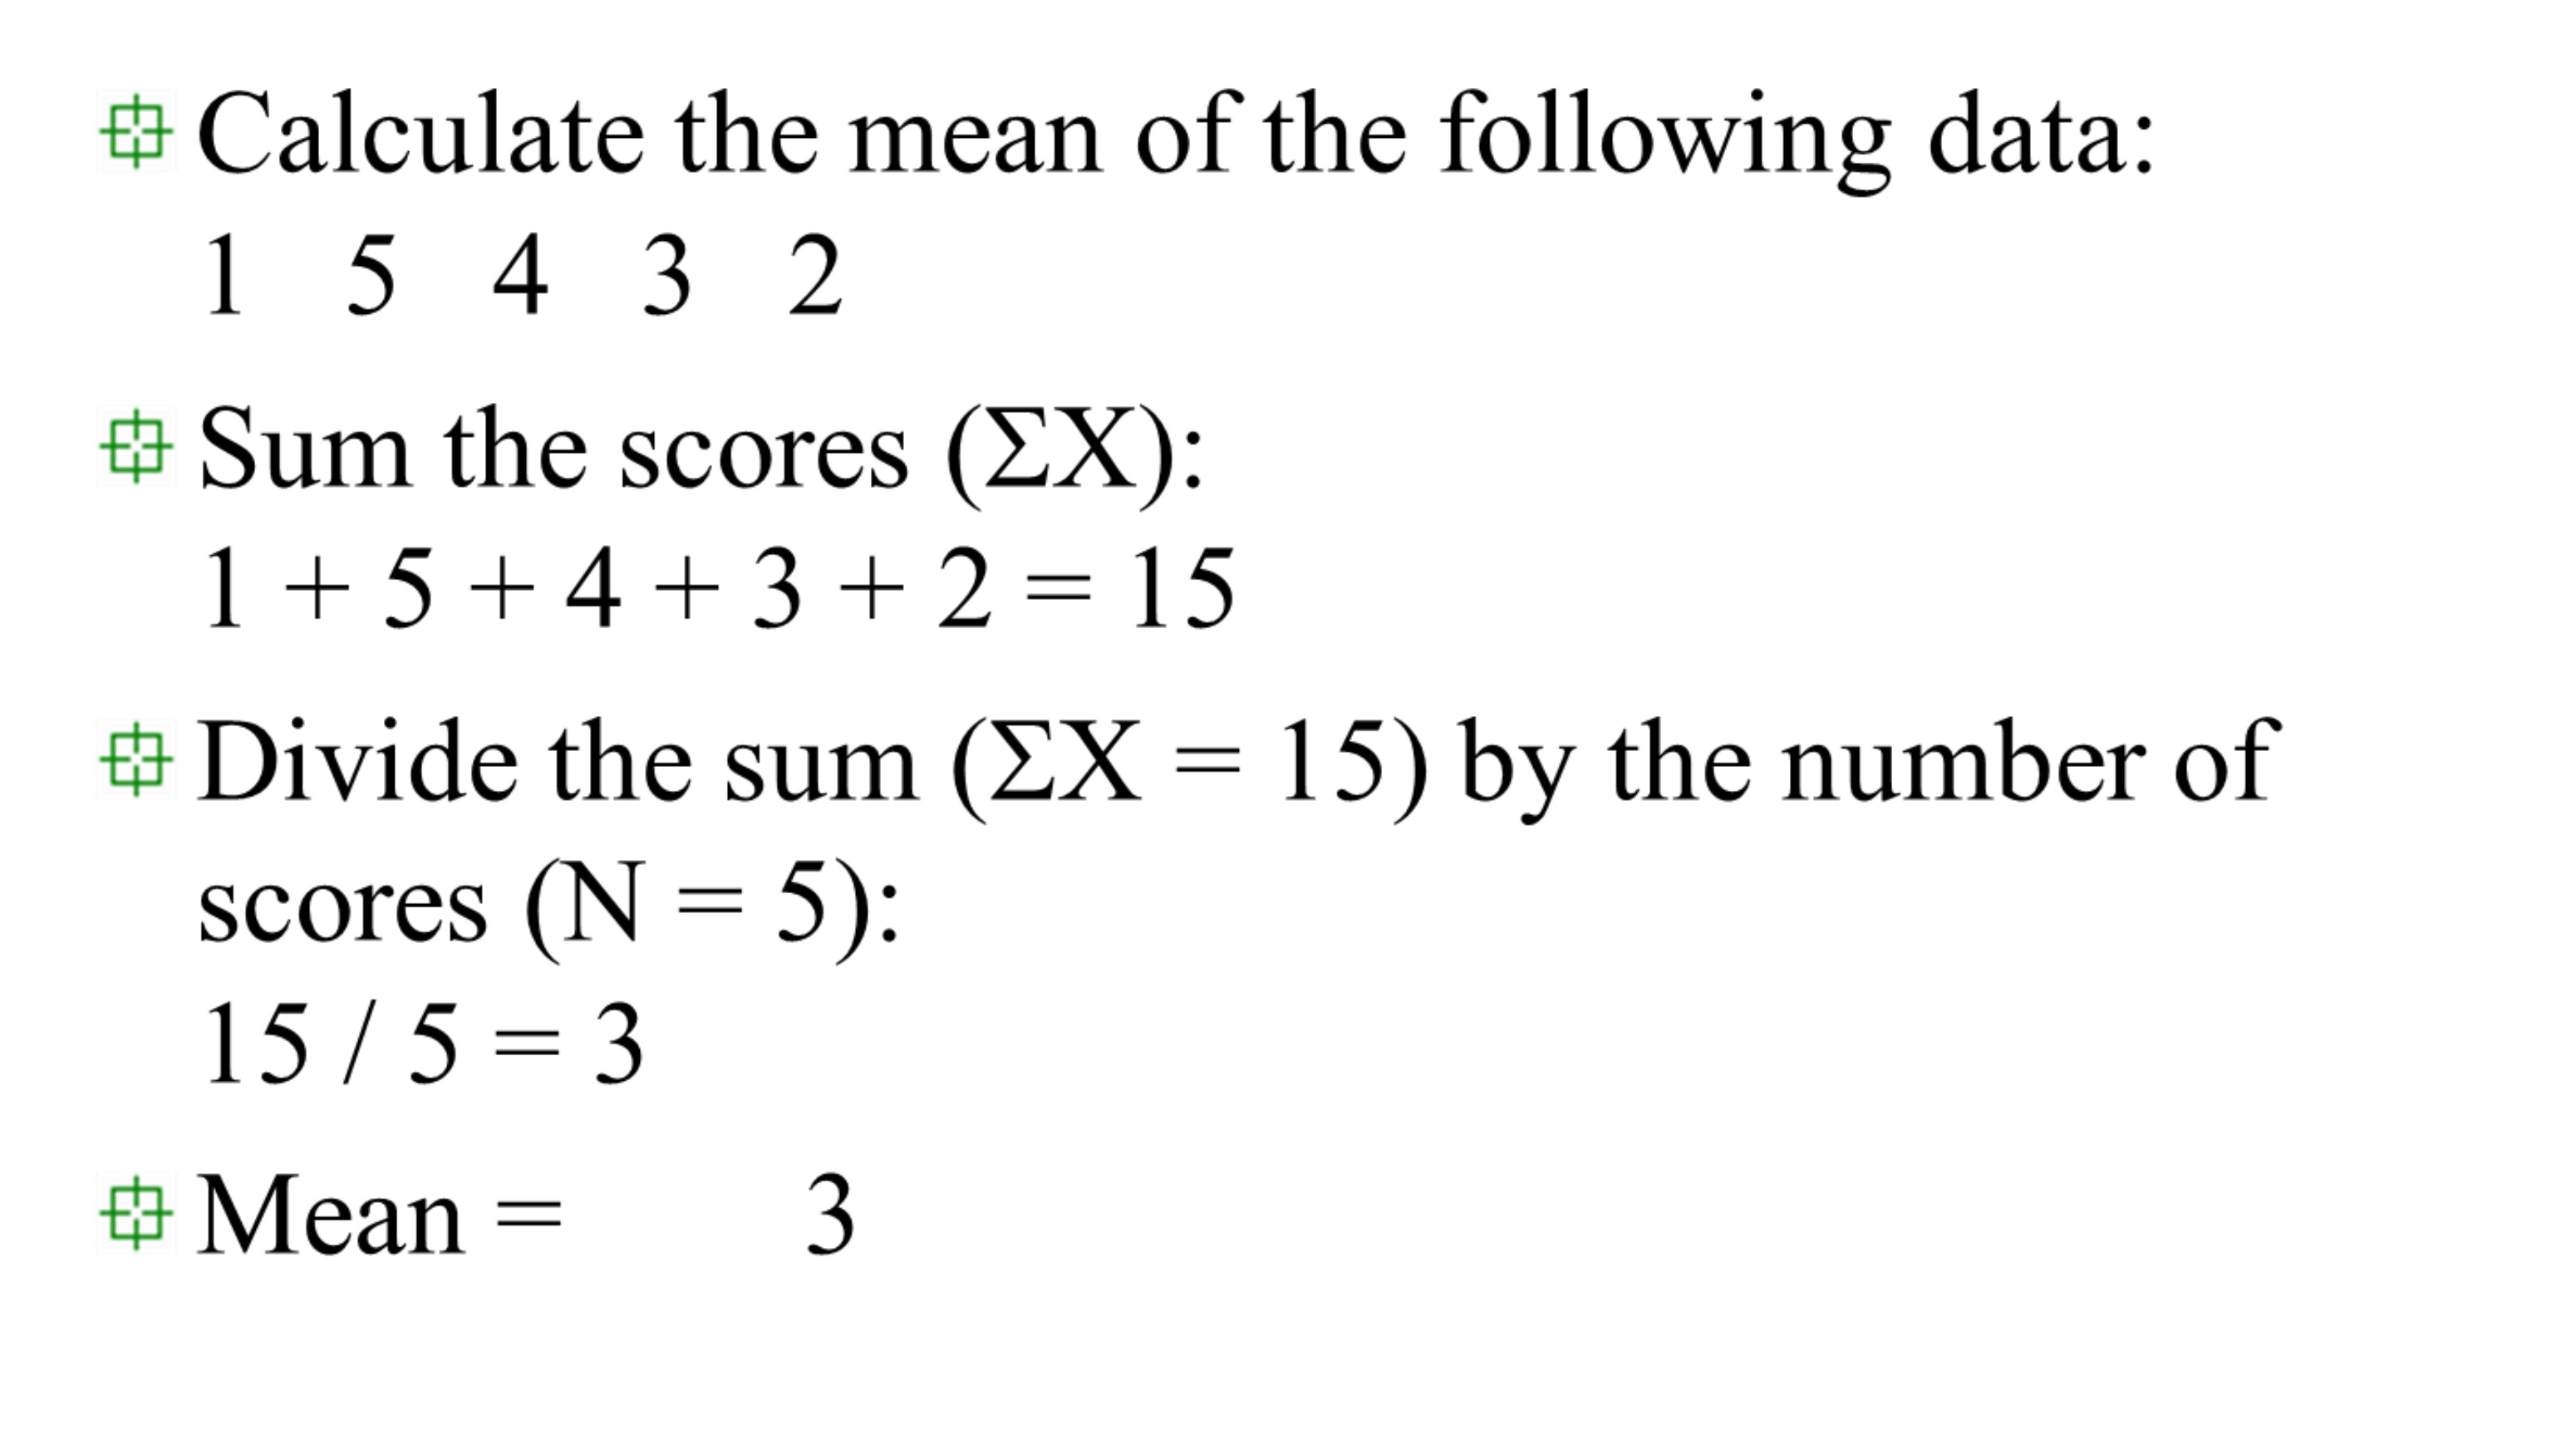 Calculate the mean of the following data:
1 5 4 3 2
Sum the scores (ΣX):
1 + 5 + 4 + 3 + 2 = 15
Divide the sum (ΣX = 15) by the number of
scores (N = 5):
15 / 5 = 3
Mean = 3